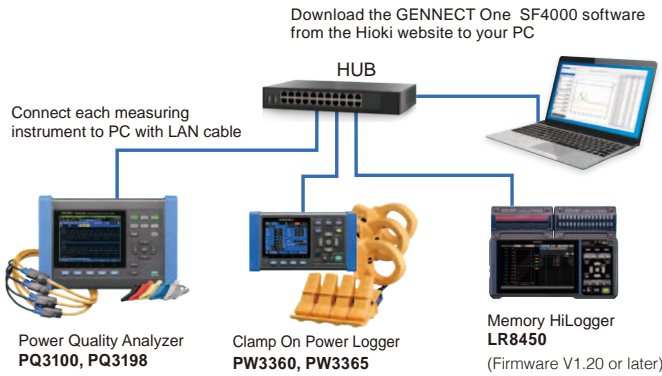 Download the GENNECT One SF4000 software
from the Hioki website to your PC
HUB
Connect each measuring
instrument to PC with LAN cable
Power Quality Analyzer
PQ3100, PQ3198
Clamp On Power Logger
PW3360, PW3365
Memory HiLogger
LR8450
(Firmware V1.20 or later)